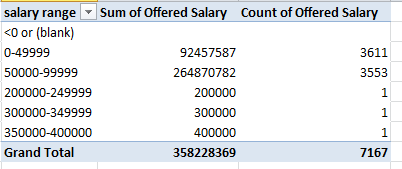 salary range Sum of Offered Salary Count of Offered Salary
<0 or (blank)
0-49999 92457587 3611
50000-99999 264870782 3553
200000-249999 200000 1
300000-349999 300000 1
350000-400000 400000 1
Grand Total 358228369 7167